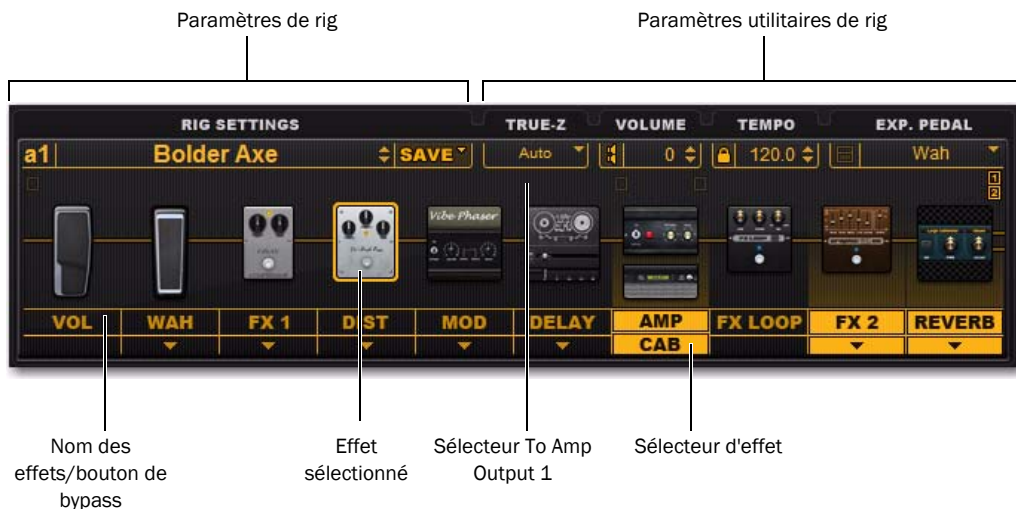 Paramètres de rig
Paramètres utilitaires de rig
RIG SETTINGS
TRUE-Z
VOLUME
TEMPO
EXP. PEDAL
a1
Bolder Axe
SAVE
Auto
0
120.0
Wah
1
2
Vibe Phaser
FX LOOP
VOL
WAH
FX 1
DIST
MOD
DELAY
AMP
FX LOOP
FX 2
REVERB
CAB
Nom des
effets/bouton de
bypass
Effet
sélectionné
Sélecteur To Amp
Output 1
Sélecteur d'effet